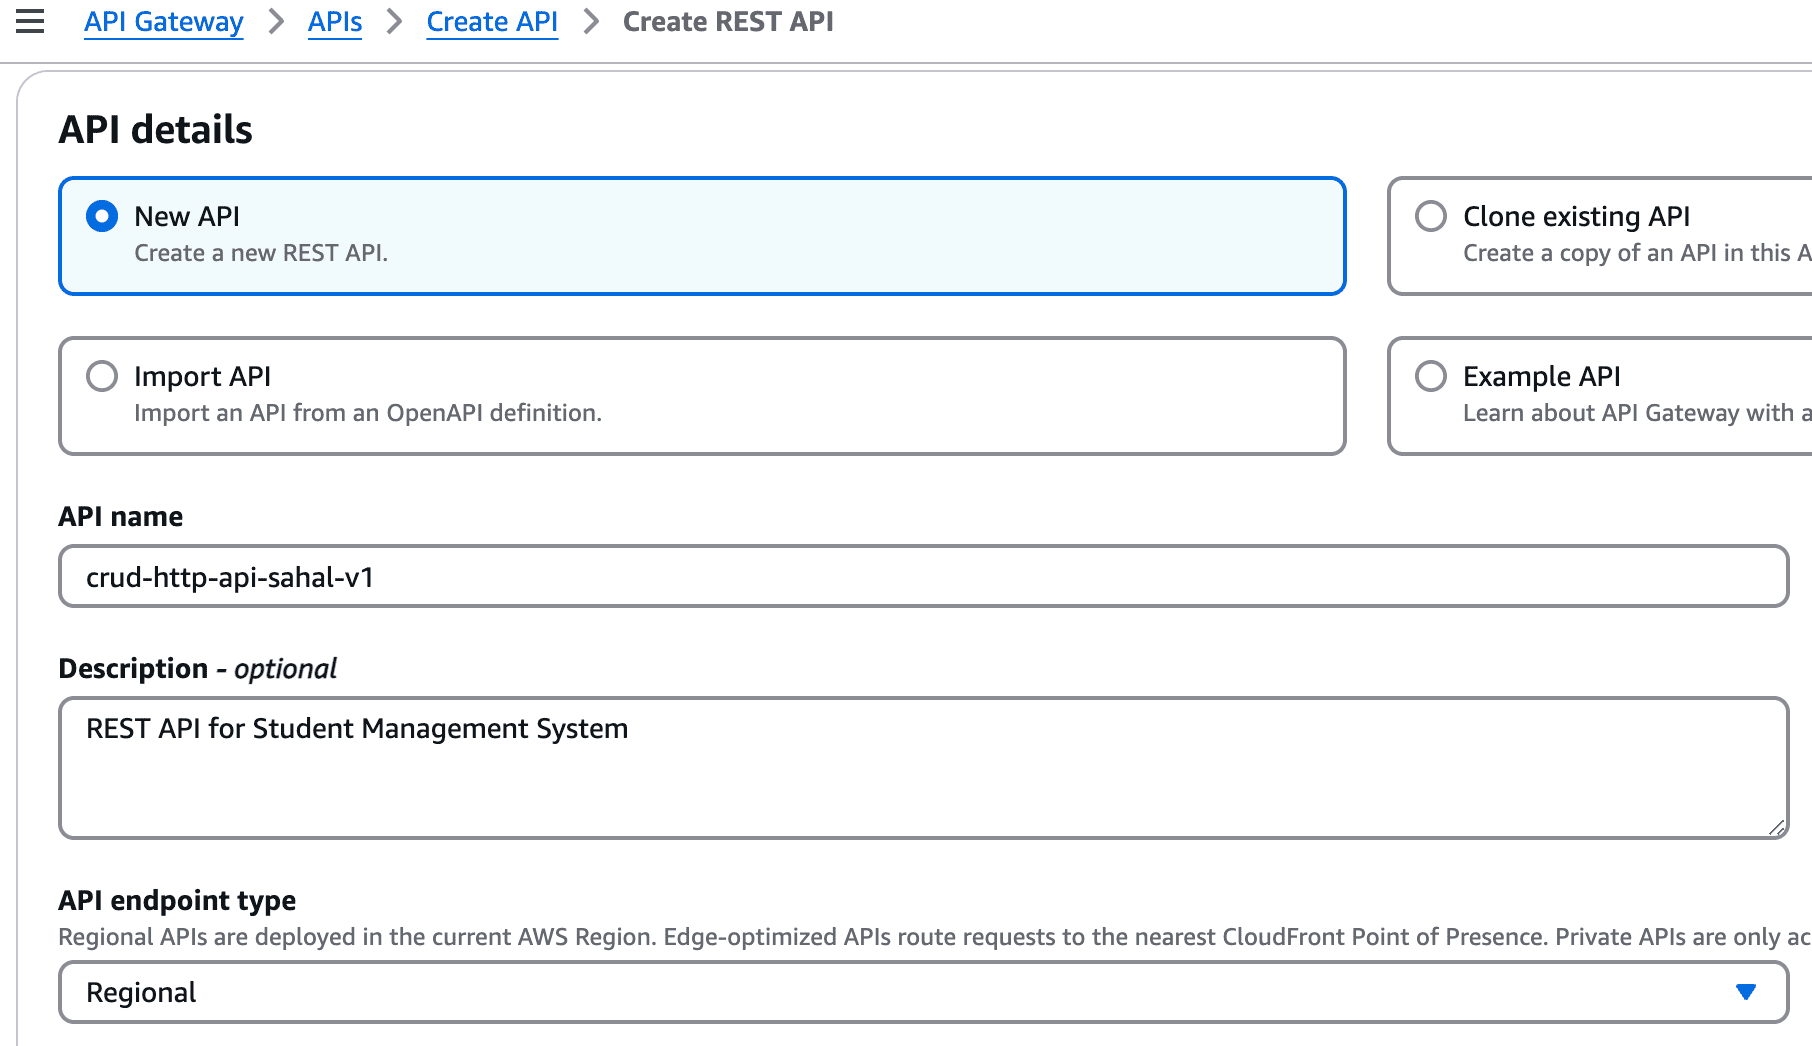 API Gateway > APIs > Create API > Create REST API
API details
New API
Create a new REST API.
Clone existing API
Create a copy of an API in this A
Import API
Import an API from an OpenAPI definition.
Example API
Learn about API Gateway with a
API name
crud-http-api-sahal-v1
Description - optional
REST API for Student Management System
API endpoint type
Regional APIs are deployed in the current AWS Region. Edge-optimized APIs route requests to the nearest CloudFront Point of Presence. Private APIs are only ac
Regional